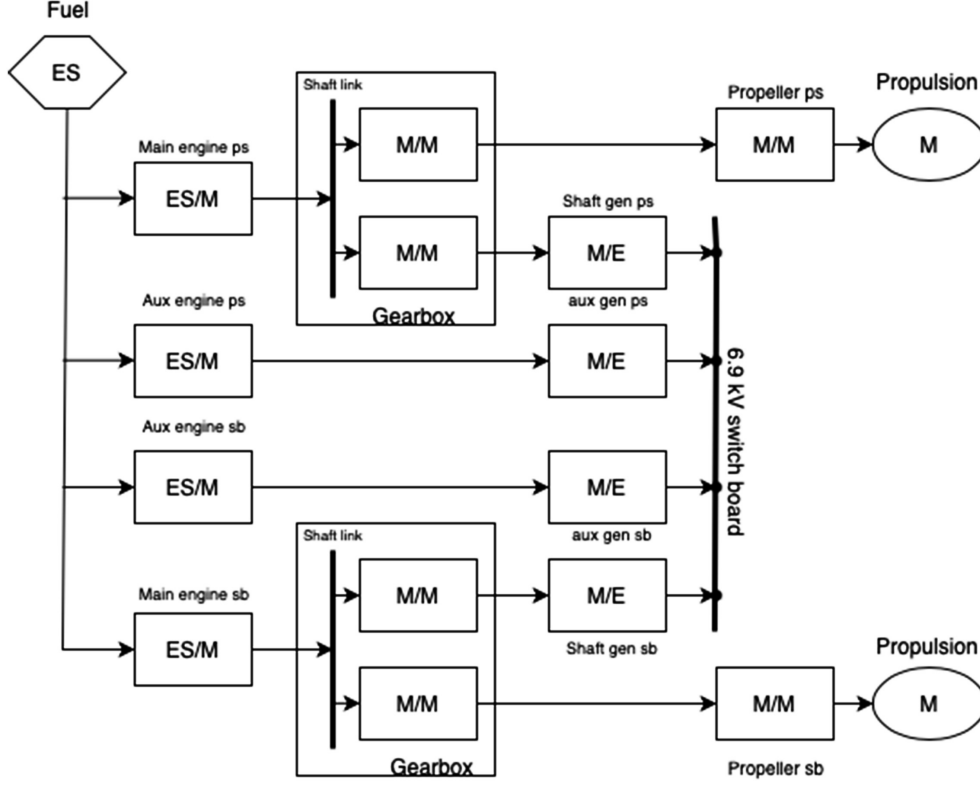 Fuel
ES
Shaft link
Propeller ps
Propulsion
Main engine ps
M/M
M/M
M
ES/M
Shaft gen ps
M/M
M/E
Aux engine ps
aux gen ps
Gearbox
ES/M
M/E
6.9 kV switch board
Aux engine sb
ES/M
M/E
Shaft link
aux gen sb
Main engine sb
M/M
M/E
ES/M
Shaft gen sb
Propulsion
M/M
M/M
M
Gearbox
Propeller sb